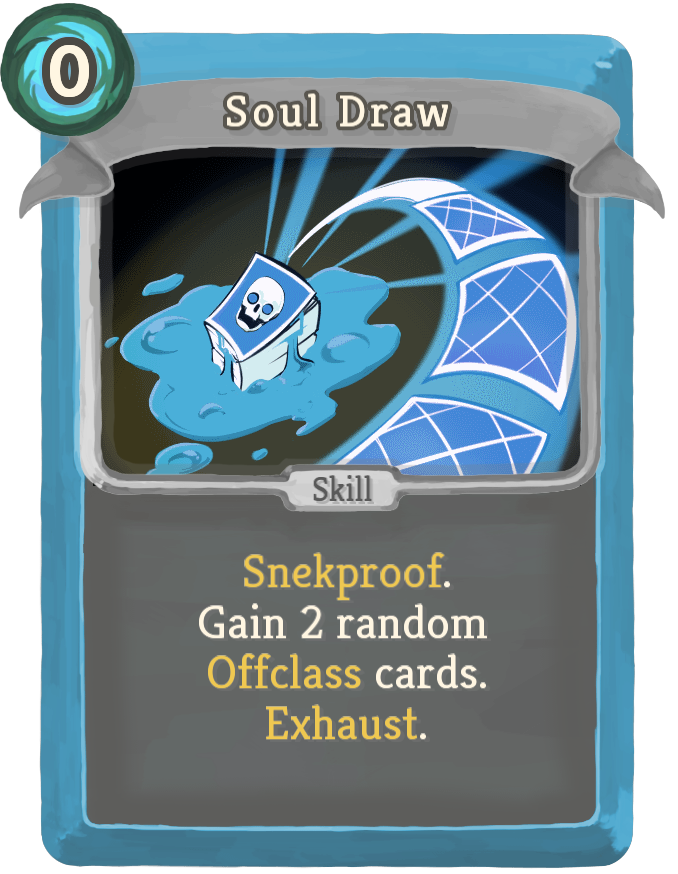 0
Soul Draw
Skill
Snekproof.
Gain 2 random
Offclass cards.
Exhaust.